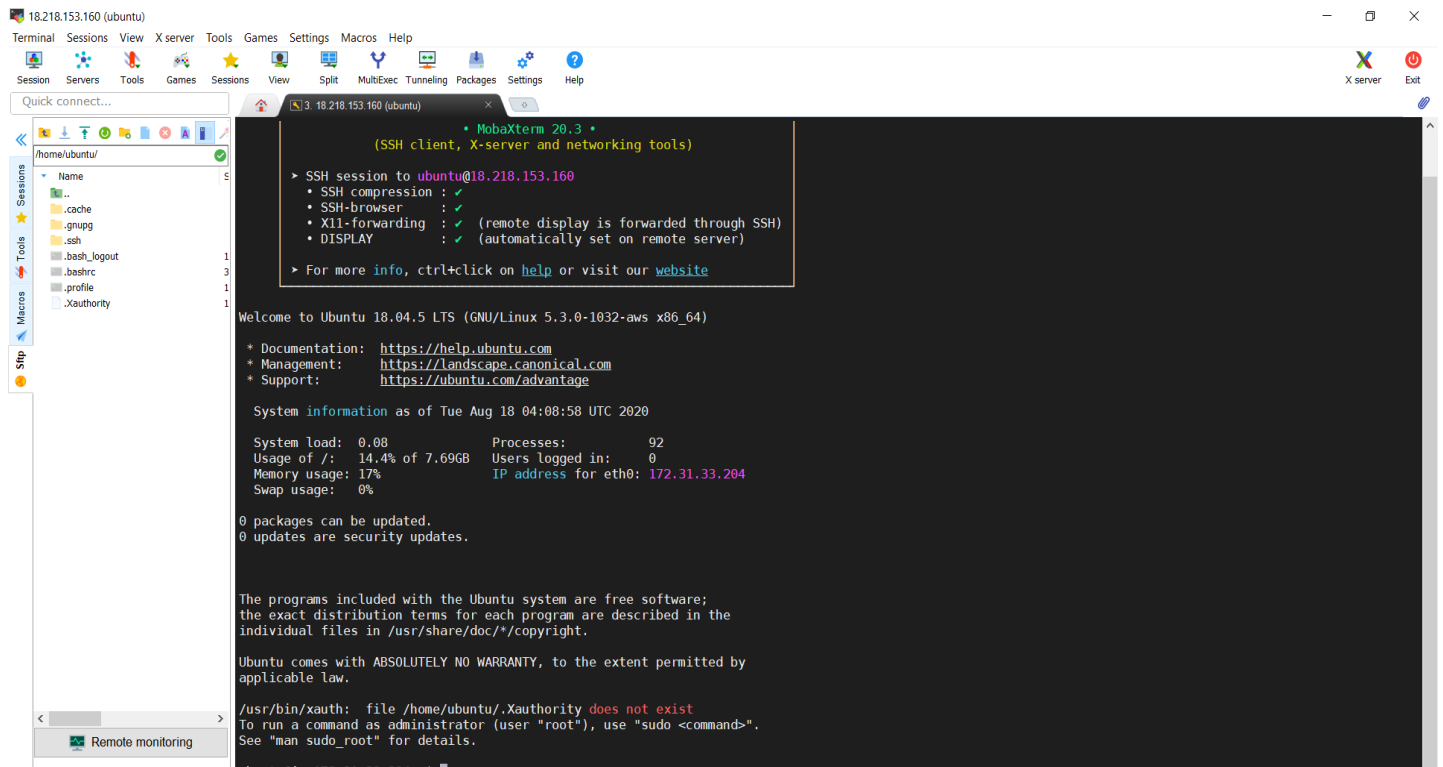 18.218.153.160 (ubuntu)
Terminal Sessions View X server Tools Games Settings Macros Help
Session Servers Tools Games Sessions View Split MultiExec Tunneling Packages Settings Help X server Exit
Quick connect...
3. 18.218.153.160 (ubuntu)
/home/ubuntu/
Name S
..
.cache
.gnupg
.ssh
.bash_logout 1
.bashrc 3
.profile 1
.Xauthority 1
Sessions
Tools
Macros
Sftp
Remote monitoring
• MobaXterm 20.3 •
(SSH client, X-server and networking tools)
➤ SSH session to ubuntu@18.218.153.160
• SSH compression : ✔
• SSH-browser : ✔
• X11-forwarding : ✔ (remote display is forwarded through SSH)
• DISPLAY : ✔ (automatically set on remote server)
➤ For more info, ctrl+click on help or visit our website
Welcome to Ubuntu 18.04.5 LTS (GNU/Linux 5.3.0-1032-aws x86_64)
* Documentation: https://help.ubuntu.com
* Management: https://landscape.canonical.com
* Support: https://ubuntu.com/advantage
System information as of Tue Aug 18 04:08:58 UTC 2020
System load: 0.08 Processes: 92
Usage of /: 14.4% of 7.69GB Users logged in: 0
Memory usage: 17% IP address for eth0: 172.31.33.204
Swap usage: 0%
0 packages can be updated.
0 updates are security updates.
The programs included with the Ubuntu system are free software;
the exact distribution terms for each program are described in the
individual files in /usr/share/doc/*/copyright.
Ubuntu comes with ABSOLUTELY NO WARRANTY, to the extent permitted by
applicable law.
/usr/bin/xauth: file /home/ubuntu/.Xauthority does not exist
To run a command as administrator (user "root"), use "sudo <command>".
See "man sudo_root" for details.